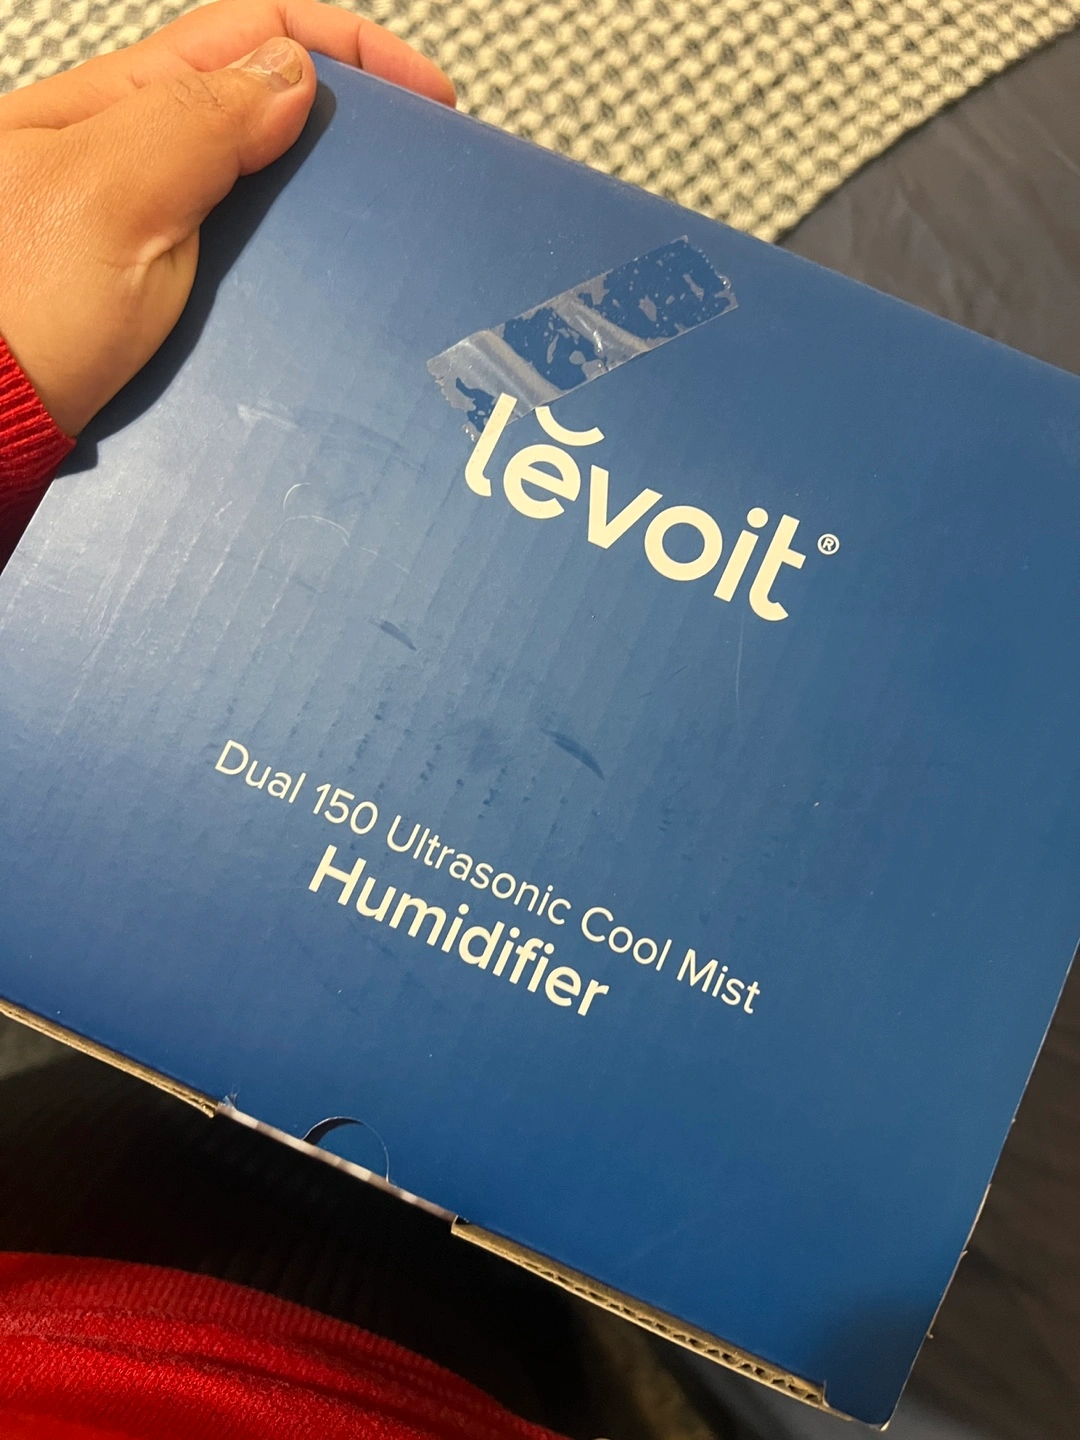 levoit®
Dual 150 Ultrasonic Cool Mist
Humidifier